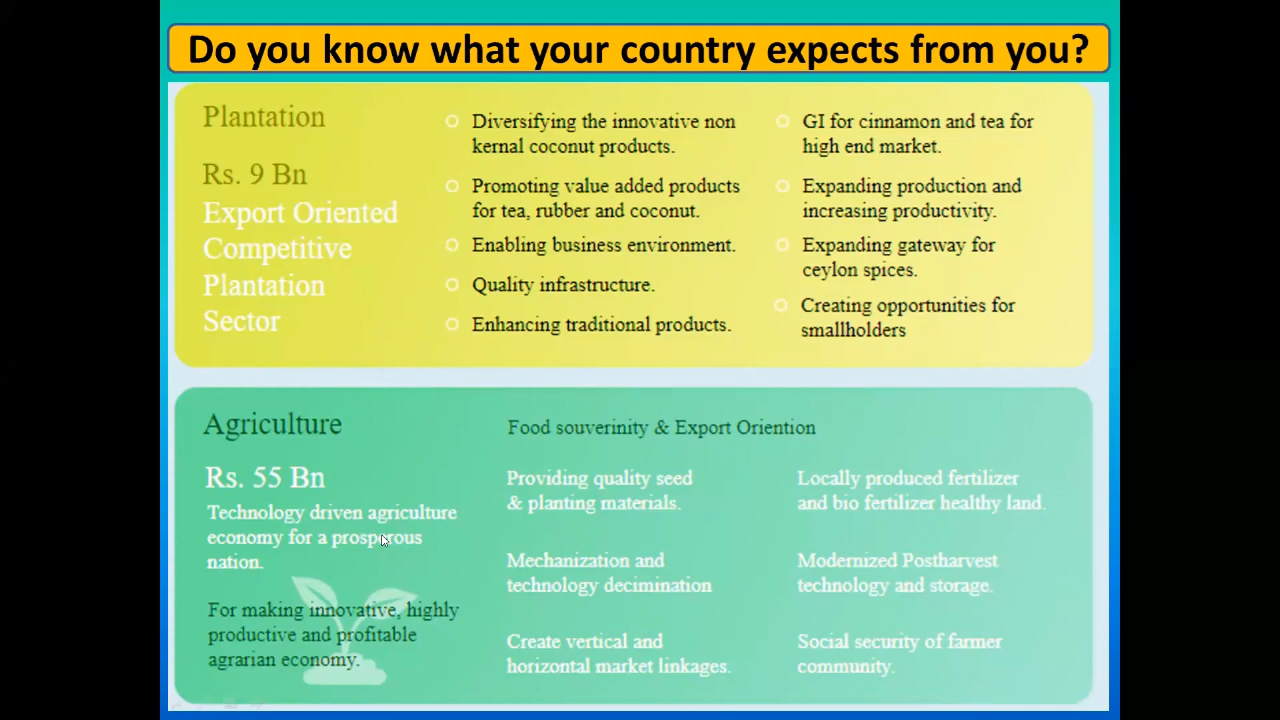 Do you know what your country expects from you?
Plantation
Rs. 9 Bn
Export Oriented
Competitive
Plantation
Sector
Diversifying the innovative non
kernal coconut products.
Promoting value added products
for tea, rubber and coconut.
Enabling business environment.
Quality infrastructure.
Enhancing traditional products.
GI for cinnamon and tea for
high end market.
Expanding production and
increasing productivity.
Expanding gateway for
ceylon spices.
Creating opportunities for
smallholders
Agriculture
Rs. 55 Bn
Technology driven agriculture
economy for a prosporous
nation.
For making innovative, highly
productive and profitable
agrarian economy.
Food souverinity & Export Oriention
Providing quality seed
& planting materials.
Mechanization and
technology decimination
Create vertical and
horizontal market linkages.
Locally produced fertilizer
and bio fertilizer healthy land.
Modernized Postharvest
technology and storage.
Social security of farmer
community.